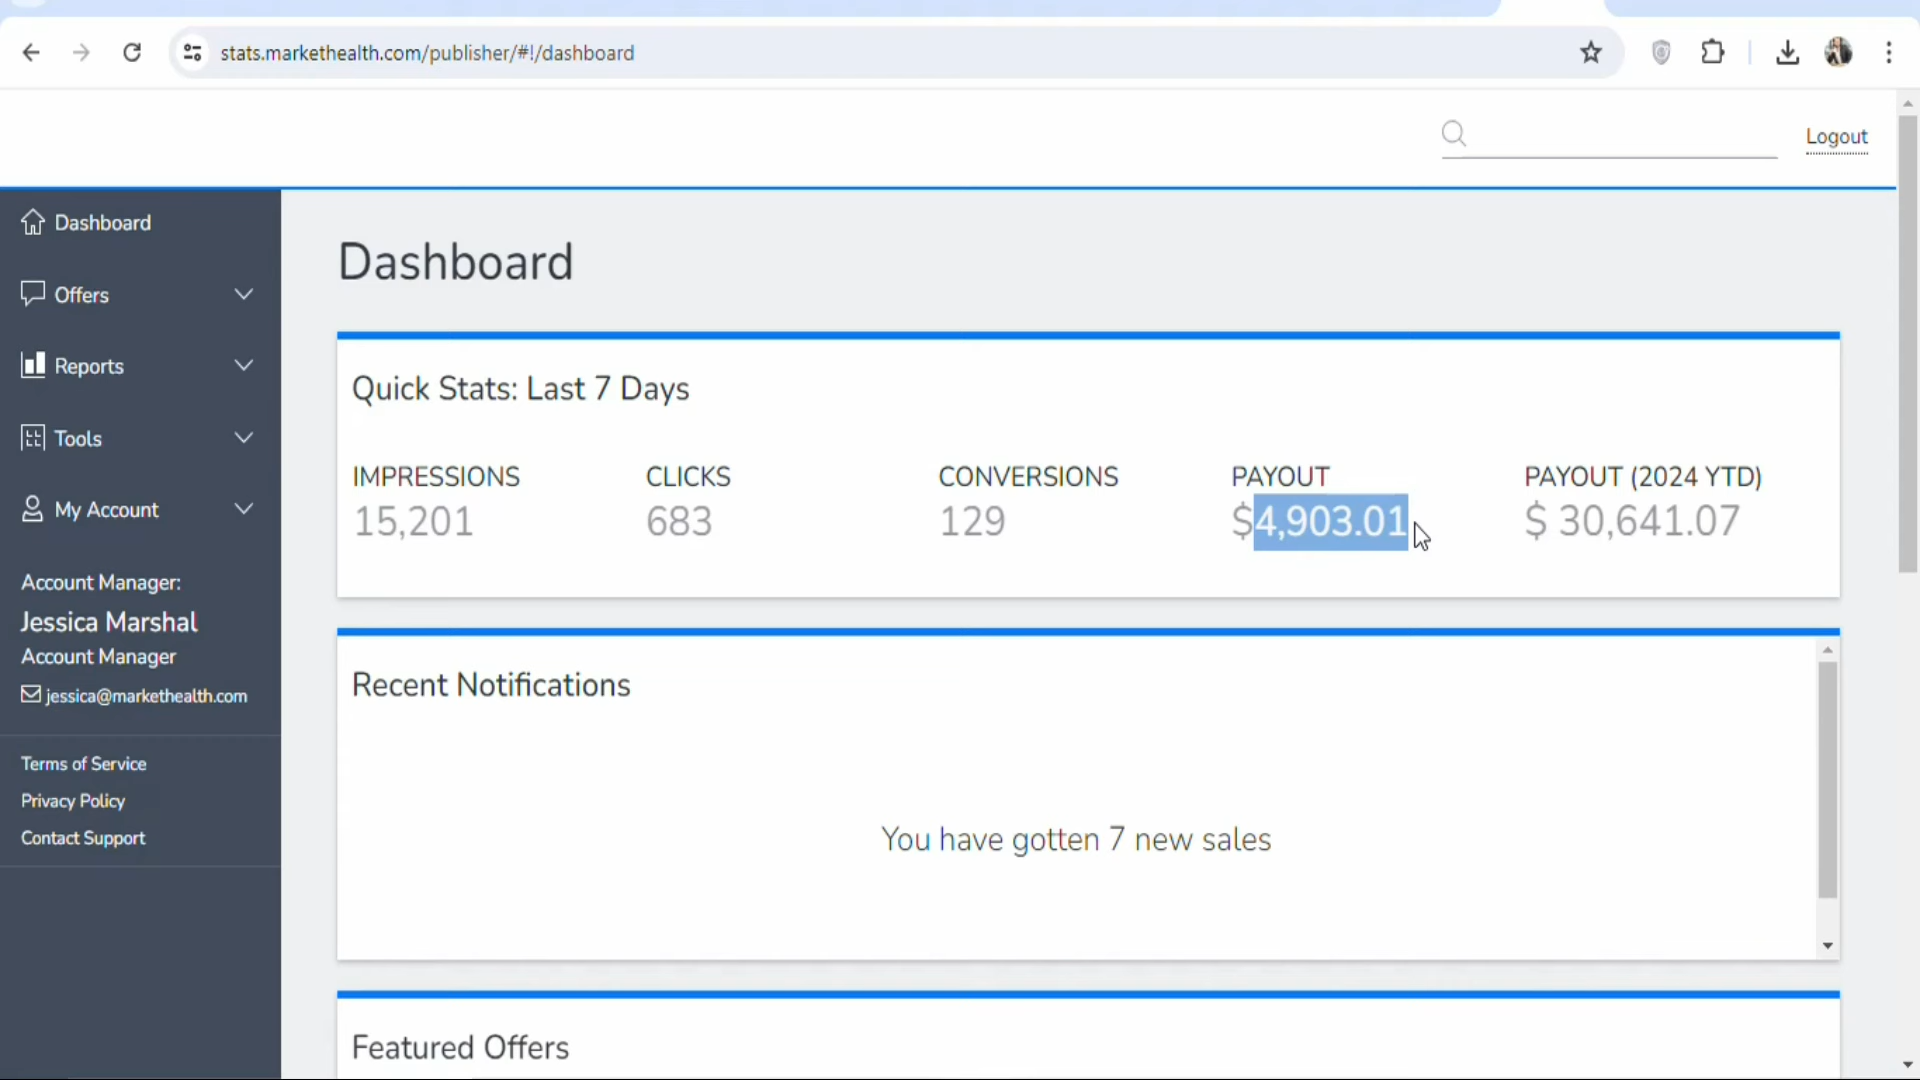 stats.markethealth.com/publisher/#!/dashboard
Logout
Dashboard
Offers
Reports
Tools
My Account
Account Manager:
Jessica Marshal
Account Manager
jessica@markethealth.com
Terms of Service
Privacy Policy
Contact Support
Dashboard
Quick Stats: Last 7 Days
IMPRESSIONS CLICKS CONVERSIONS PAYOUT PAYOUT (2024 YTD)
15,201 683 129 $4,903.01 $ 30,641.07
Recent Notifications
You have gotten 7 new sales
Featured Offers